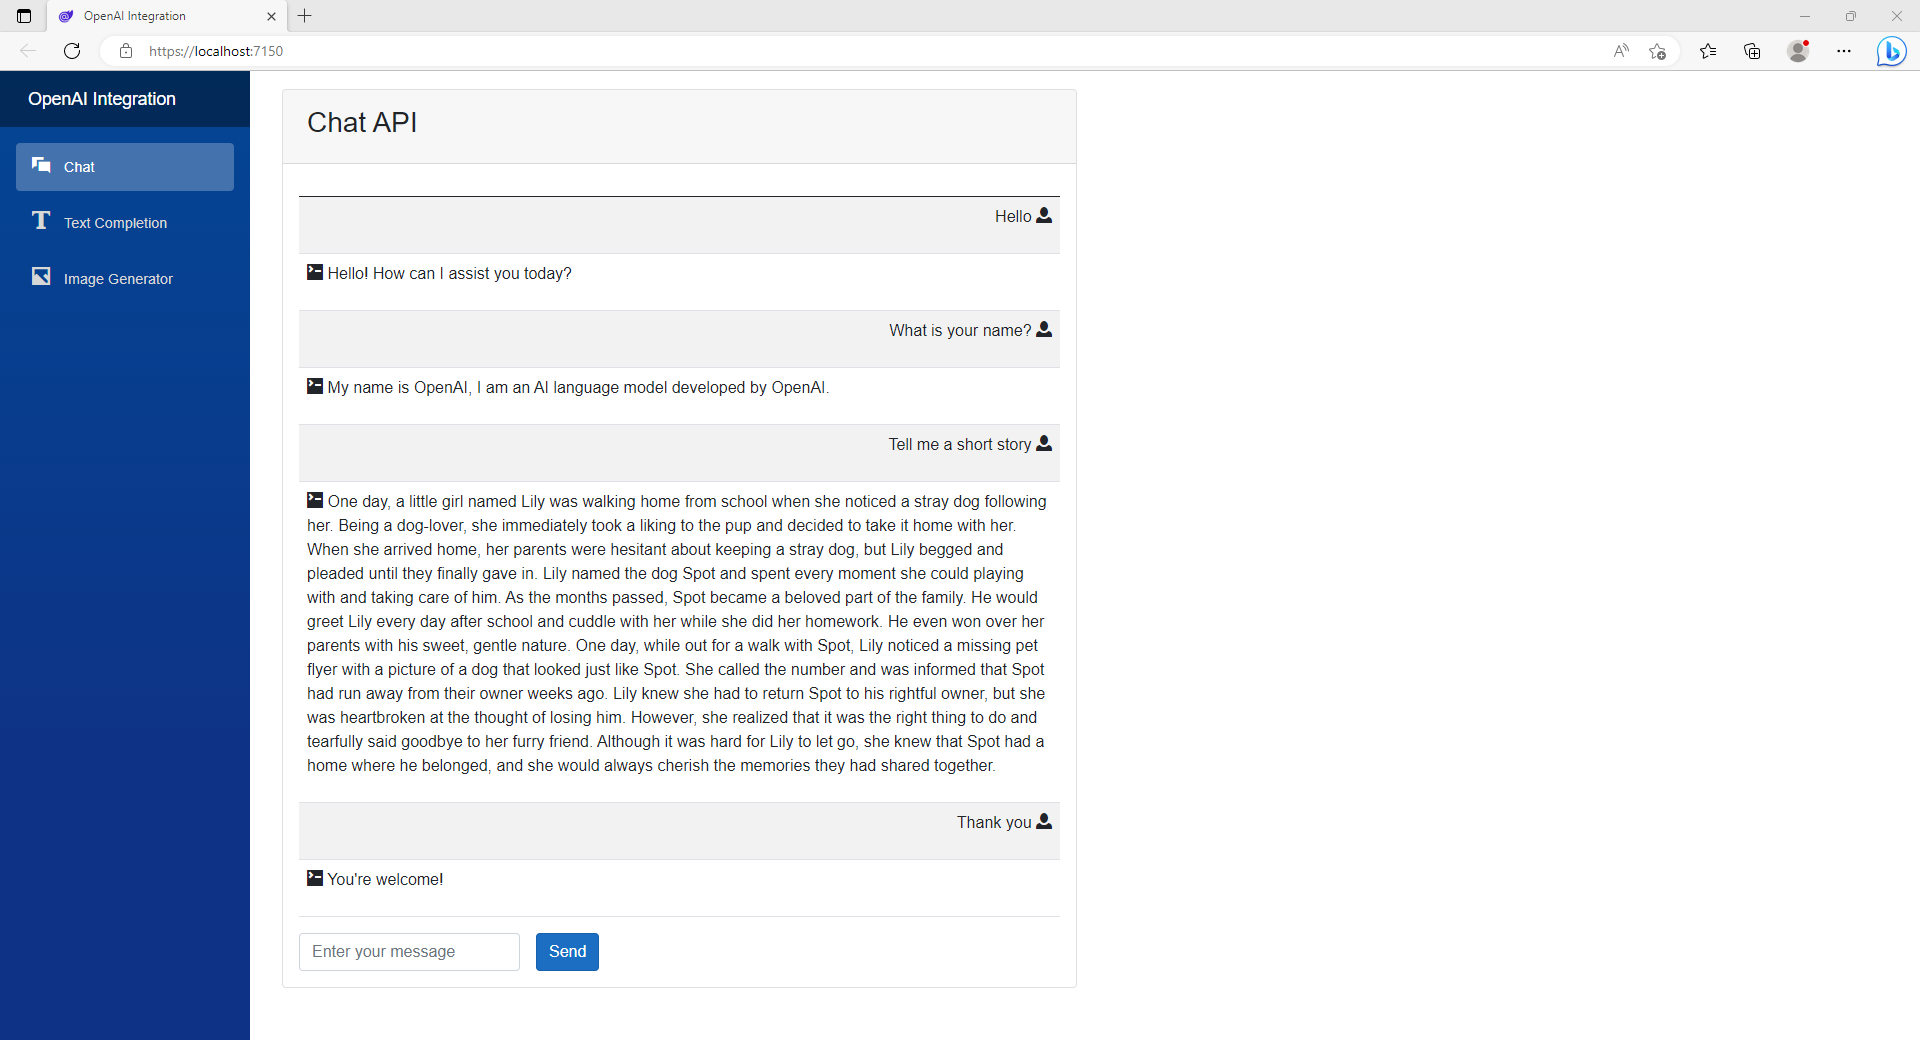 OpenAI Integration
https://localhost:7150
OpenAI Integration
Chat
Text Completion
Image Generator
Chat API
Hello
Hello! How can I assist you today?
What is your name?
My name is OpenAI, I am an AI language model developed by OpenAI.
Tell me a short story
One day, a little girl named Lily was walking home from school when she noticed a stray dog following
her. Being a dog-lover, she immediately took a liking to the pup and decided to take it home with her.
When she arrived home, her parents were hesitant about keeping a stray dog, but Lily begged and
pleaded until they finally gave in. Lily named the dog Spot and spent every moment she could playing
with and taking care of him. As the months passed, Spot became a beloved part of the family. He would
greet Lily every day after school and cuddle with her while she did her homework. He even won over her
parents with his sweet, gentle nature. One day, while out for a walk with Spot, Lily noticed a missing pet
flyer with a picture of a dog that looked just like Spot. She called the number and was informed that Spot
had run away from their owner weeks ago. Lily knew she had to return Spot to his rightful owner, but she
was heartbroken at the thought of losing him. However, she realized that it was the right thing to do and
tearfully said goodbye to her furry friend. Although it was hard for Lily to let go, she knew that Spot had a
home where he belonged, and she would always cherish the memories they had shared together.
Thank you
You're welcome!
Enter your message
Send